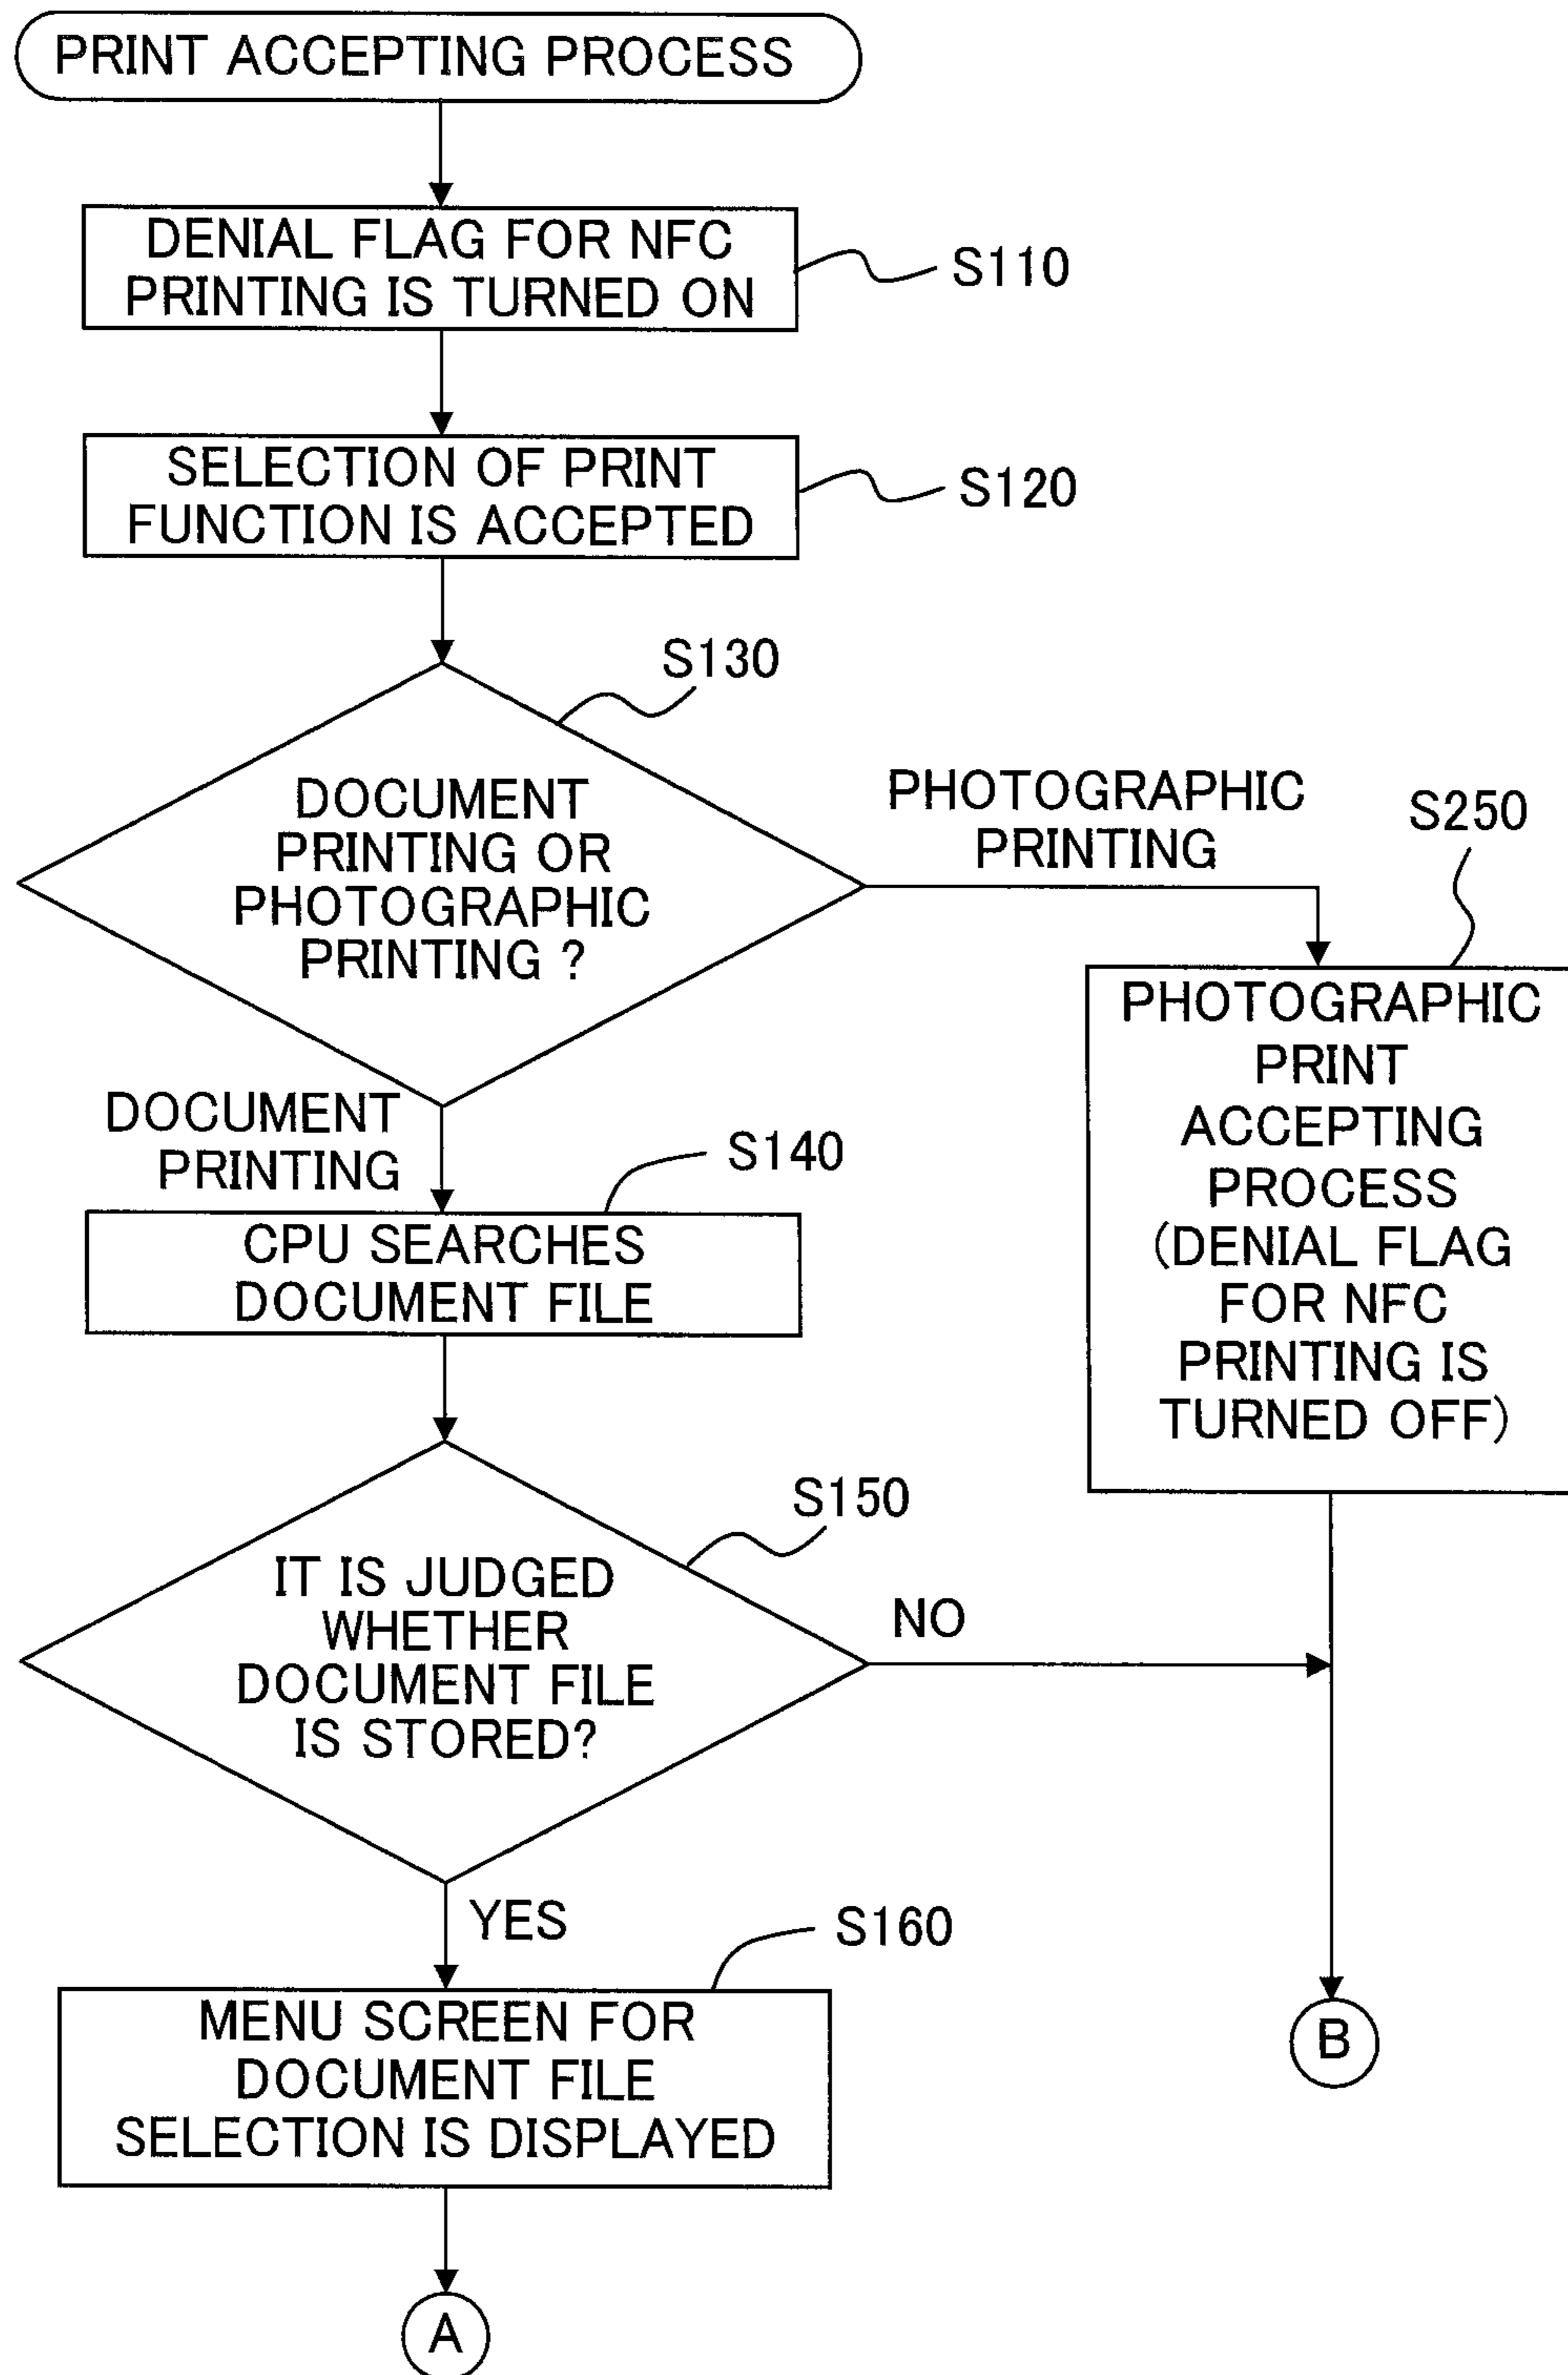 PRINT ACCEPTING PROCESS
DENIAL FLAG FOR NFC
PRINTING IS TURNED ON
S110
SELECTION OF PRINT
FUNCTION IS ACCEPTED
S120
S130
DOCUMENT
PRINTING OR
PHOTOGRAPHIC
PRINTING ?
PHOTOGRAPHIC
PRINTING
S250
PHOTOGRAPHIC
PRINT
ACCEPTING
PROCESS
(DENIAL FLAG
FOR NFC
PRINTING IS
TURNED OFF)
DOCUMENT
PRINTING
S140
CPU SEARCHES
DOCUMENT FILE
S150
IT IS JUDGED
WHETHER
DOCUMENT FILE
IS STORED?
NO
YES
S160
MENU SCREEN FOR
DOCUMENT FILE
SELECTION IS DISPLAYED
B
A